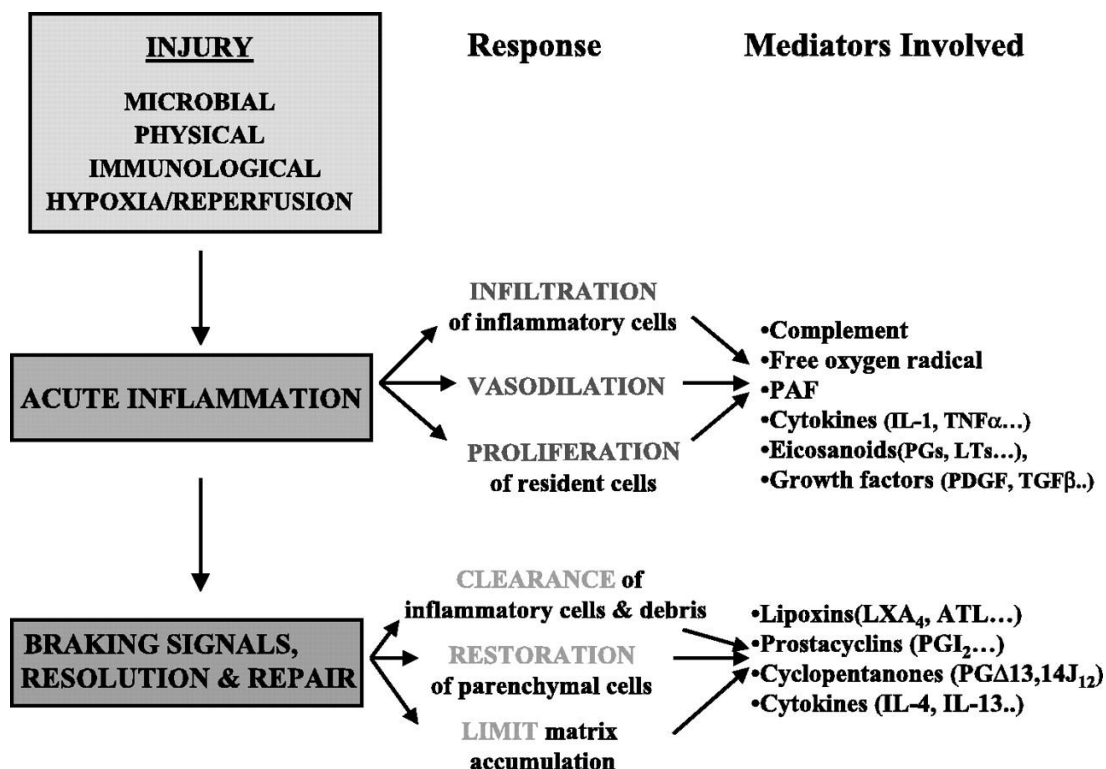 INJURY
MICROBIAL
PHYSICAL
IMMUNOLOGICAL
HYPOXIA/REPERFUSION
Response
Mediators Involved
ACUTE INFLAMMATION
INFILTRATION
of inflammatory cells
VASODILATION
PROLIFERATION
of resident cells
•Complement
•Free oxygen radical
•PAF
•Cytokines (IL-1, TNFα…)
•Eicosanoids(PGs, LTs…),
•Growth factors (PDGF, TGFβ..)
BRAKING SIGNALS,
RESOLUTION & REPAIR
CLEARANCE of
inflammatory cells & debris
RESTORATION
of parenchymal cells
LIMIT matrix
accumulation
•Lipoxins(LXA₄, ATL…)
•Prostacyclins (PGI₂…)
•Cyclopentanones (PGΔ13,14J₁₂)
•Cytokines (IL-4, IL-13..)